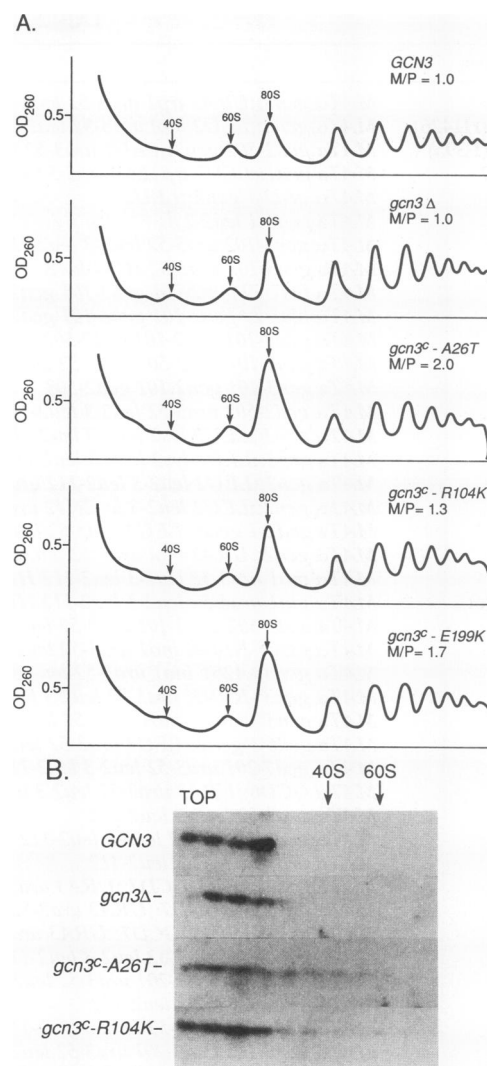 A.
GCN3
M/P = 1.0
OD260
0.5
40S
60S
80S
gcn3 Δ
M/P = 1.0
OD260
0.5
40S
60S
80S
gcn3c - A26T
M/P = 2.0
OD260
0.5
40S
60S
80S
gcn3c - R104K
M/P = 1.3
OD260
0.5
40S
60S
80S
gcn3c - E199K
M/P = 1.7
OD260
0.5
40S
60S
80S
B.
TOP
40S
60S
GCN3
gcn3Δ–
gcn3c-A26T–
gcn3c-R104K–